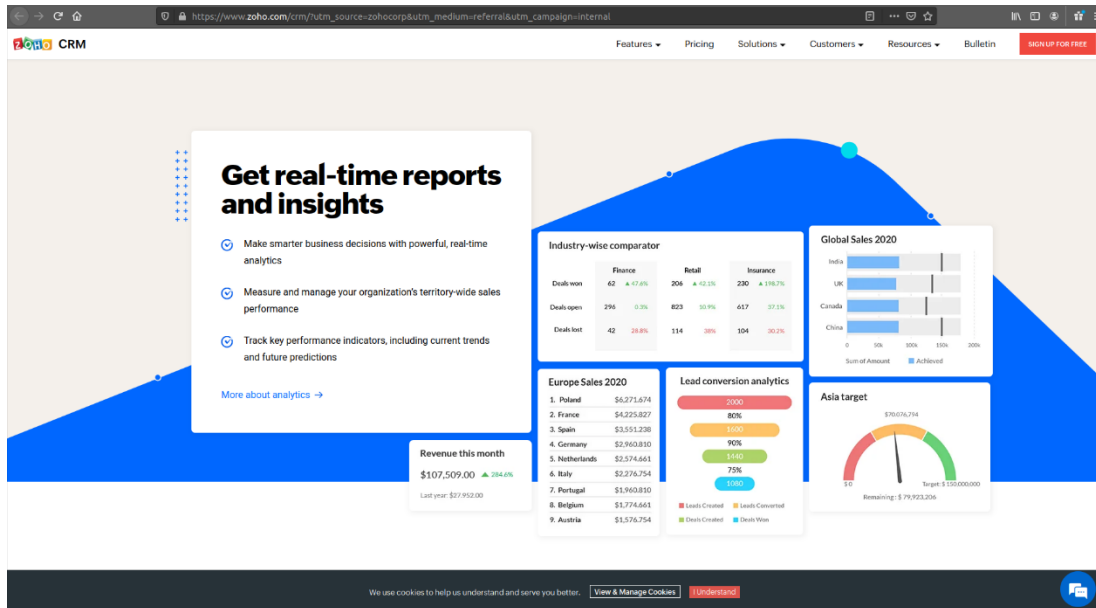 https://www.zoho.com/crm/?utm_source=zohocorp&utm_medium=referral&utm_campaign=internal
ZOHO CRM
Features
Pricing
Solutions
Customers
Resources
Bulletin
SIGN UP FOR FREE
Get real-time reports
and insights
Make smarter business decisions with powerful, real-time
analytics
Measure and manage your organization's territory-wide sales
performance
Track key performance indicators, including current trends
and future predictions
More about analytics →
Revenue this month
$107,509.00 ▲ 284.6%
Last year: $27,952.00
Industry-wise comparator
Finance Retail Insurance
Deals won 62 ▲ 47.6% 206 ▲ 42.1% 230 ▲ 198.7%
Deals open 296 0.3% 823 10.9% 617 37.1%
Deals lost 42 28.8% 114 38% 104 30.2%
Global Sales 2020
India
UK
Canada
China
0 50k 100k 150k 200k
Sum of Amount Achieved
Europe Sales 2020
1. Poland $6,271.674
2. France $4,225.827
3. Spain $3,551.238
4. Germany $2,960.810
5. Netherlands $2,574.661
6. Italy $2,276.754
7. Portugal $1,960.810
8. Belgium $1,774.661
9. Austria $1,576.754
Lead conversion analytics
2000
80%
1600
90%
1440
75%
1080
Leads Created Leads Converted
Deals Created Deals Won
Asia target
$70,076,794
$ 0 Target: $ 150,000,000
Remaining: $ 79,923,206
We use cookies to help us understand and serve you better. View & Manage Cookies I Understand